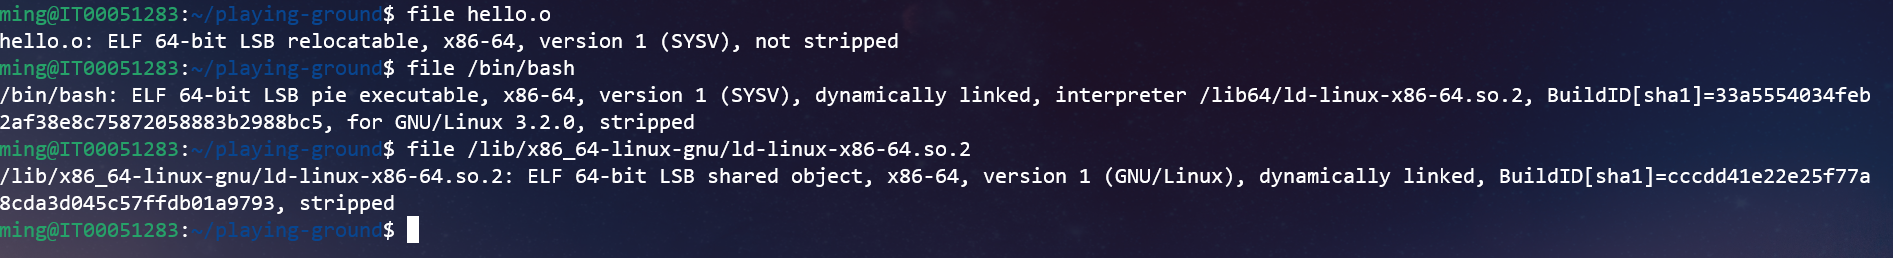 ming@IT00051283:~/playing-ground$ file hello.o
hello.o: ELF 64-bit LSB relocatable, x86-64, version 1 (SYSV), not stripped
ming@IT00051283:~/playing-ground$ file /bin/bash
/bin/bash: ELF 64-bit LSB pie executable, x86-64, version 1 (SYSV), dynamically linked, interpreter /lib64/ld-linux-x86-64.so.2, BuildID[sha1]=33a5554034feb
2af38e8c75872058883b2988bc5, for GNU/Linux 3.2.0, stripped
ming@IT00051283:~/playing-ground$ file /lib/x86_64-linux-gnu/ld-linux-x86-64.so.2
/lib/x86_64-linux-gnu/ld-linux-x86-64.so.2: ELF 64-bit LSB shared object, x86-64, version 1 (GNU/Linux), dynamically linked, BuildID[sha1]=cccdd41e22e25f77a
8cda3d045c57ffdb01a9793, stripped
ming@IT00051283:~/playing-ground$